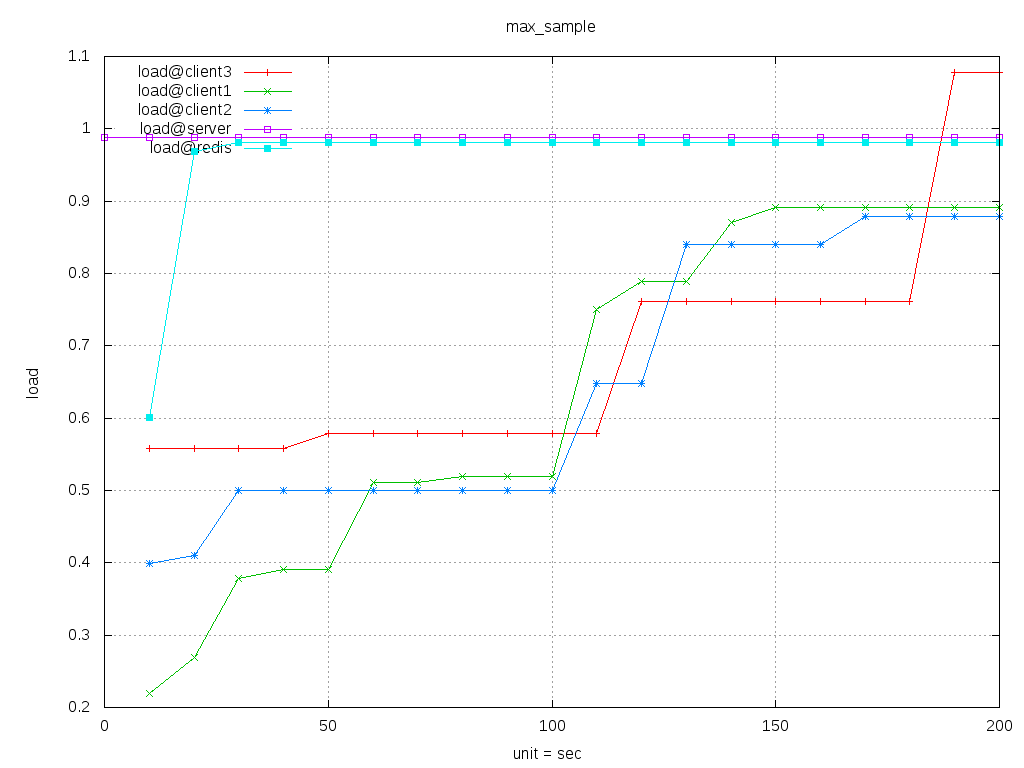 max_sample
load@client3
load@client1
load@client2
load@server
load@redis
1.1
1
0.9
0.8
0.7
0.6
0.5
0.4
0.3
0.2
load
0 50 100 150 200
unit = sec